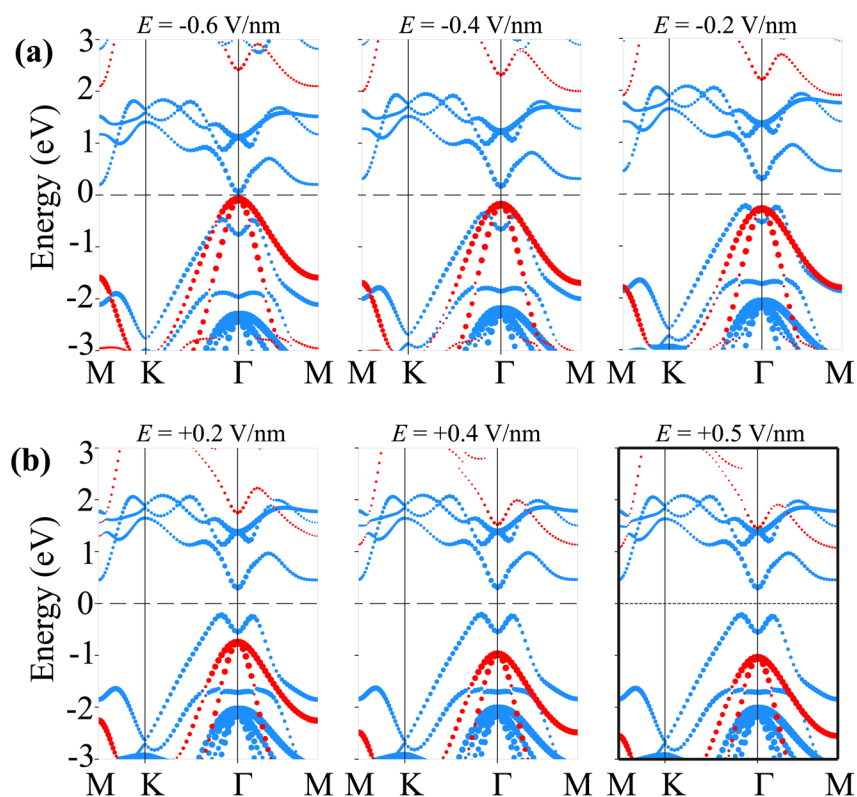 (a)
E = -0.6 V/nm E = -0.4 V/nm E = -0.2 V/nm
Energy (eV)
3
2
1
0
-1
-2
-3
M K Γ M M K Γ M M K Γ M
(b)
E = +0.2 V/nm E = +0.4 V/nm E = +0.5 V/nm
Energy (eV)
3
2
1
0
-1
-2
-3
M K Γ M M K Γ M M K Γ M